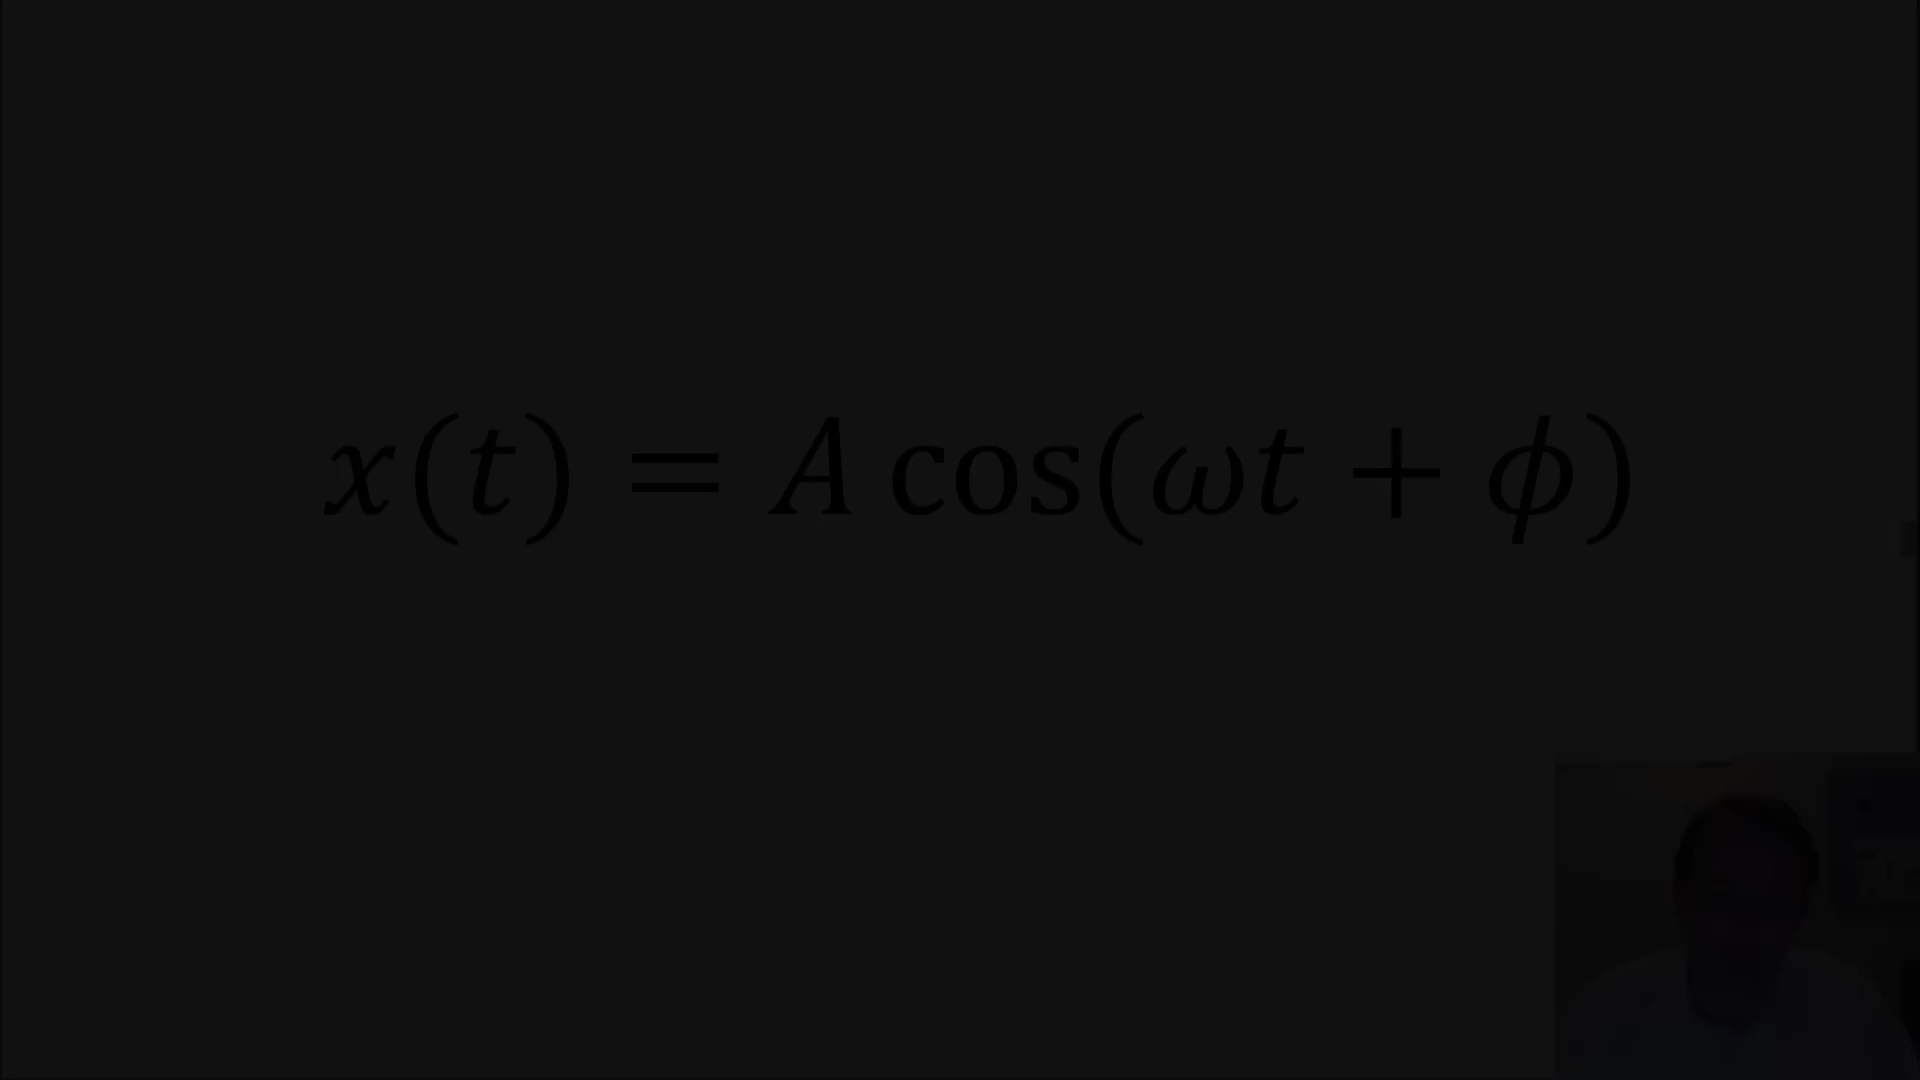 x(t) = A cos(ωt + ϕ)